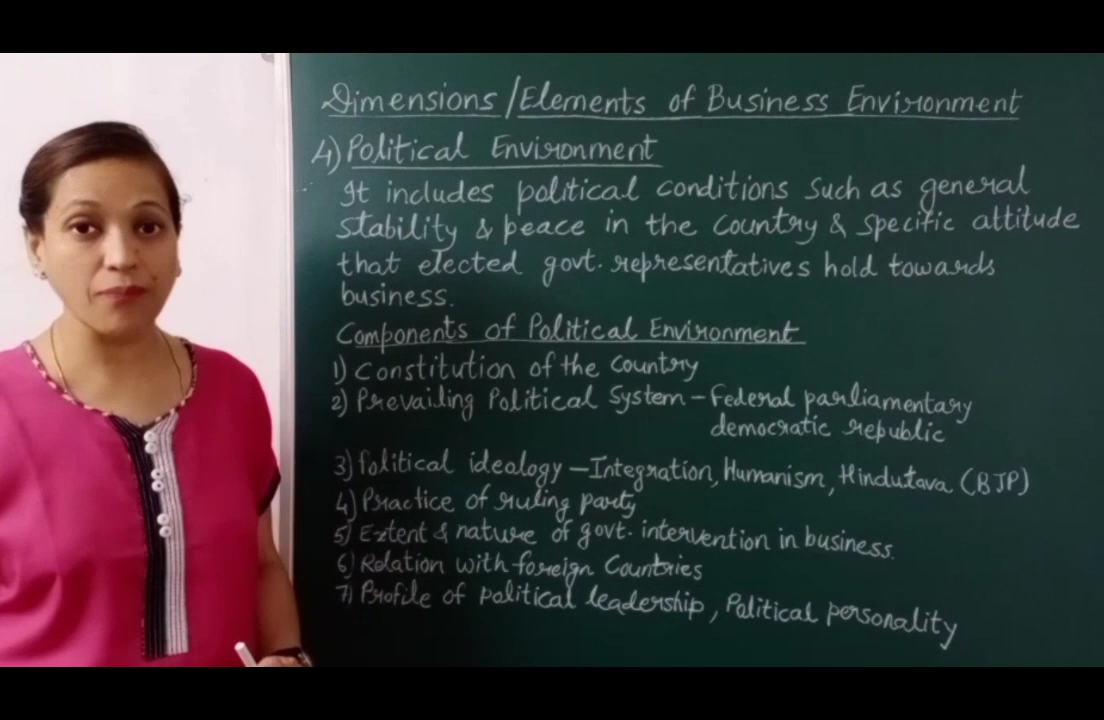 Dimensions/Elements of Business Environment
4) Political Environment
It includes political conditions such as general
stability & peace in the country & specific attitude
that elected govt. representatives hold towards
business.
Components of Political Environment
1) Constitution of the country
2) Prevailing Political System – Federal parliamentary
democratic republic
3) Political ideology – Integration, Humanism, Hindutava (BJP)
4) Practice of ruling party
5) Extent & nature of govt. intervention in business.
6) Relation with foreign Countries
7) Profile of political leadership, Political personality